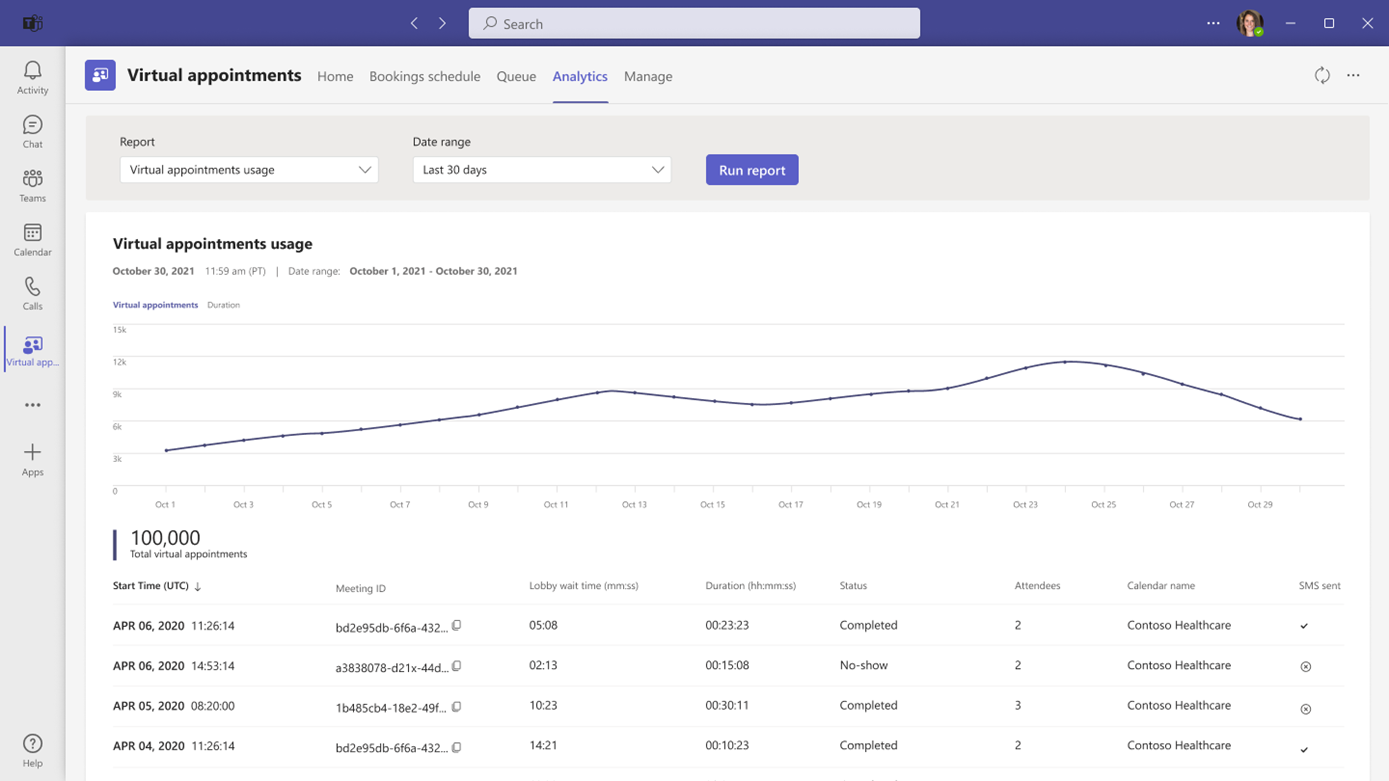 Search
Virtual appointments
Home
Bookings schedule
Queue
Analytics
Manage
Activity
Chat
Teams
Calendar
Calls
Virtual app...
Apps
Help
Report
Date range
Virtual appointments usage
Last 30 days
Run report
Virtual appointments usage
October 30, 2021 11:59 am (PT) | Date range: October 1, 2021 - October 30, 2021
Virtual appointments Duration
15k
12k
9k
6k
3k
0
Oct 1 Oct 3 Oct 5 Oct 7 Oct 9 Oct 11 Oct 13 Oct 15 Oct 17 Oct 19 Oct 21 Oct 23 Oct 25 Oct 27 Oct 29
100,000
Total virtual appointments
Start Time (UTC) Meeting ID Lobby wait time (mm:ss) Duration (hh:mm:ss) Status Attendees Calendar name SMS sent
APR 06, 2020 11:26:14 bd2e95db-6f6a-432... 05:08 00:23:23 Completed 2 Contoso Healthcare
APR 06, 2020 14:53:14 a3838078-d21x-44d... 02:13 00:15:08 No-show 2 Contoso Healthcare
APR 05, 2020 08:20:00 1b485cb4-18e2-49f... 10:23 00:30:11 Completed 3 Contoso Healthcare
APR 04, 2020 11:26:14 bd2e95db-6f6a-432... 14:21 00:10:23 Completed 2 Contoso Healthcare